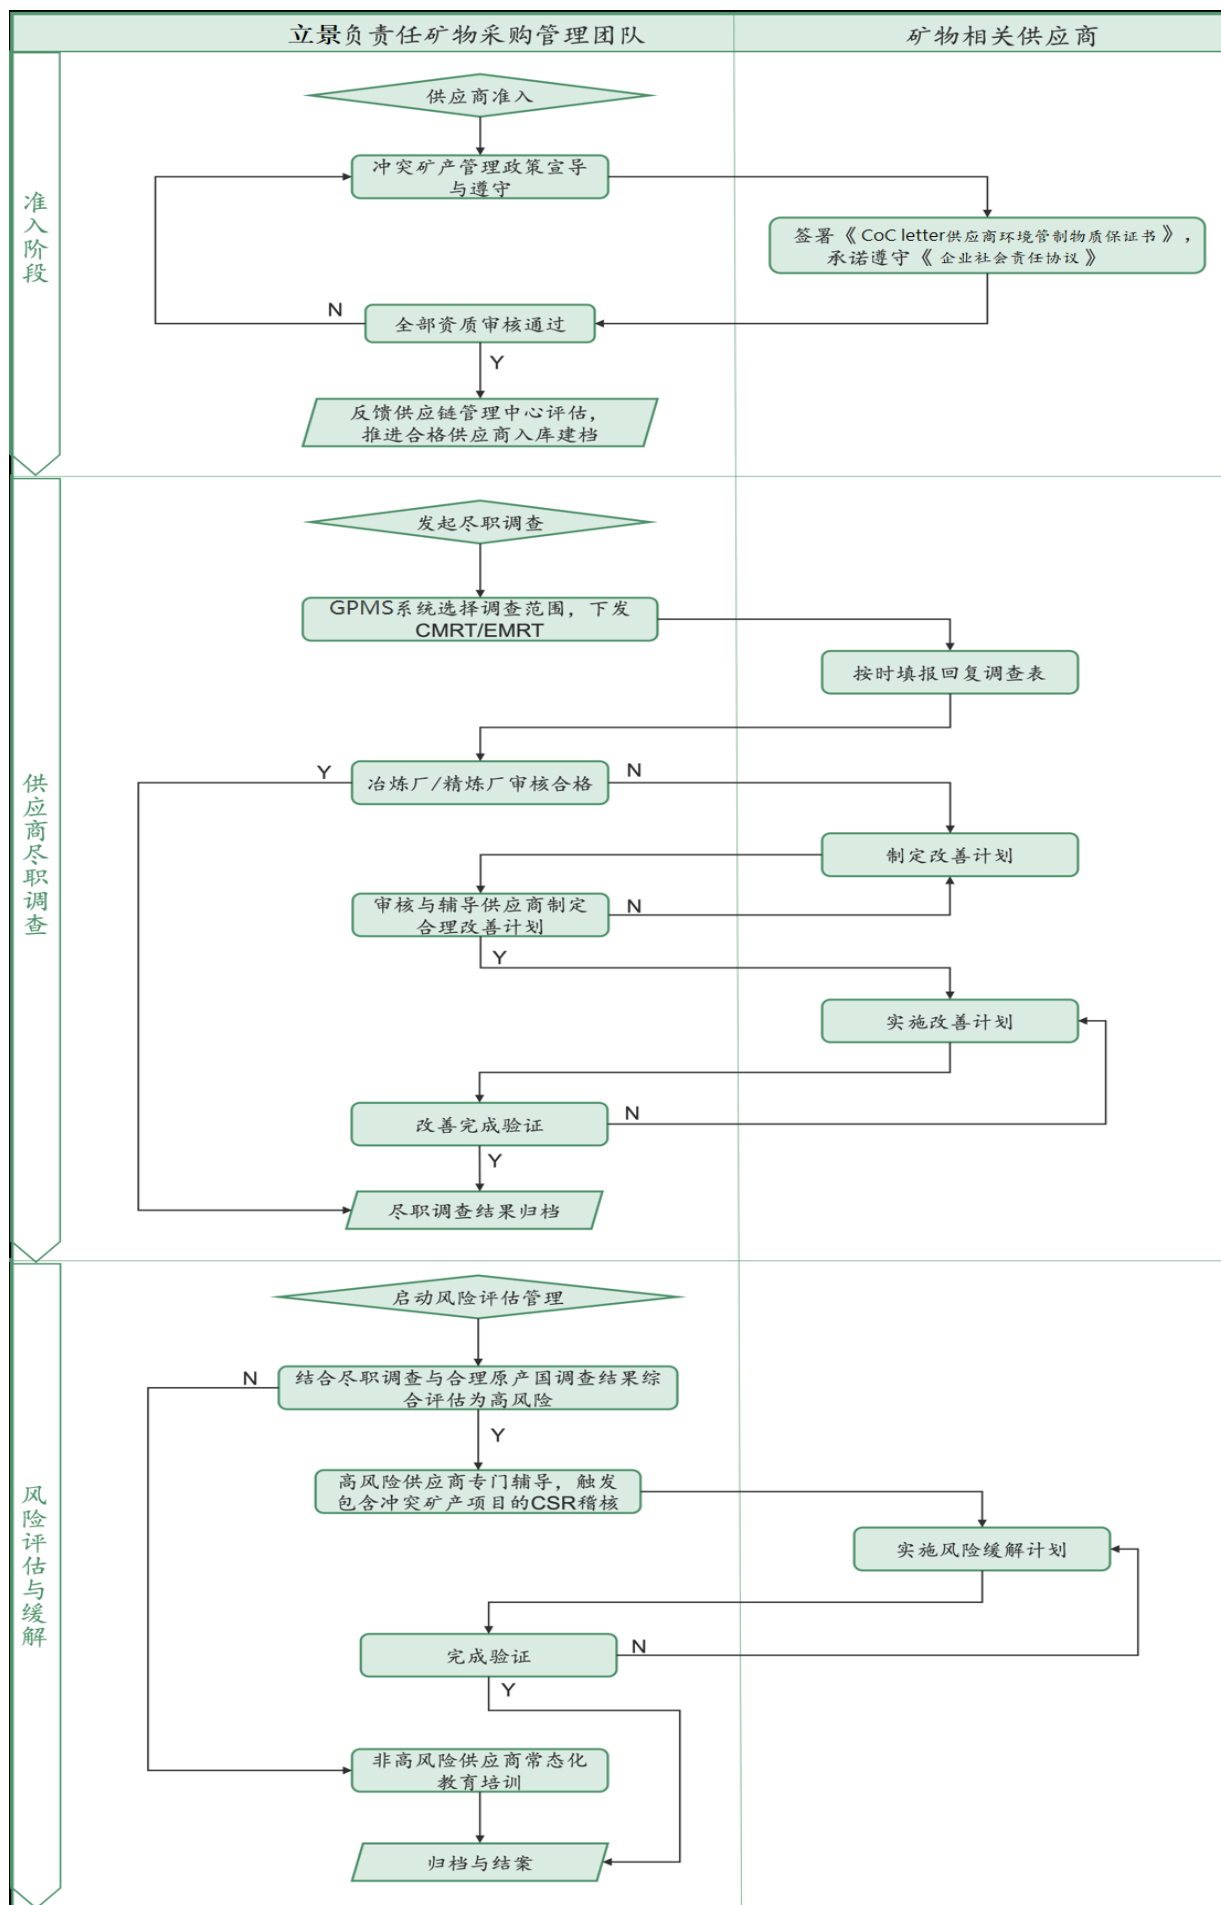 立景负责任矿物采购管理团队
矿物相关供应商
准入阶段
供应商准入
冲突矿产管理政策宣导
与遵守
签署《CoC letter供应商环境管制物质保证书》，
承诺遵守《企业社会责任协议》
N
全部资质审核通过
Y
反馈供应链管理中心评估，
推进合格供应商入库建档
供应商尽职调查
发起尽职调查
GPMS系统选择调查范围，下发
CMRT/EMRT
按时填报回复调查表
Y
冶炼厂/精炼厂审核合格
N
制定改善计划
审核与辅导供应商制定
合理改善计划
N
Y
实施改善计划
改善完成验证
N
Y
尽职调查结果归档
风险评估与缓解
启动风险评估管理
N
结合尽职调查与合理原产国调查结果综
合评估为高风险
Y
高风险供应商专门辅导，触发
包含冲突矿产项目的CSR稽核
实施风险缓解计划
完成验证
N
Y
非高风险供应商常态化
教育培训
归档与结案